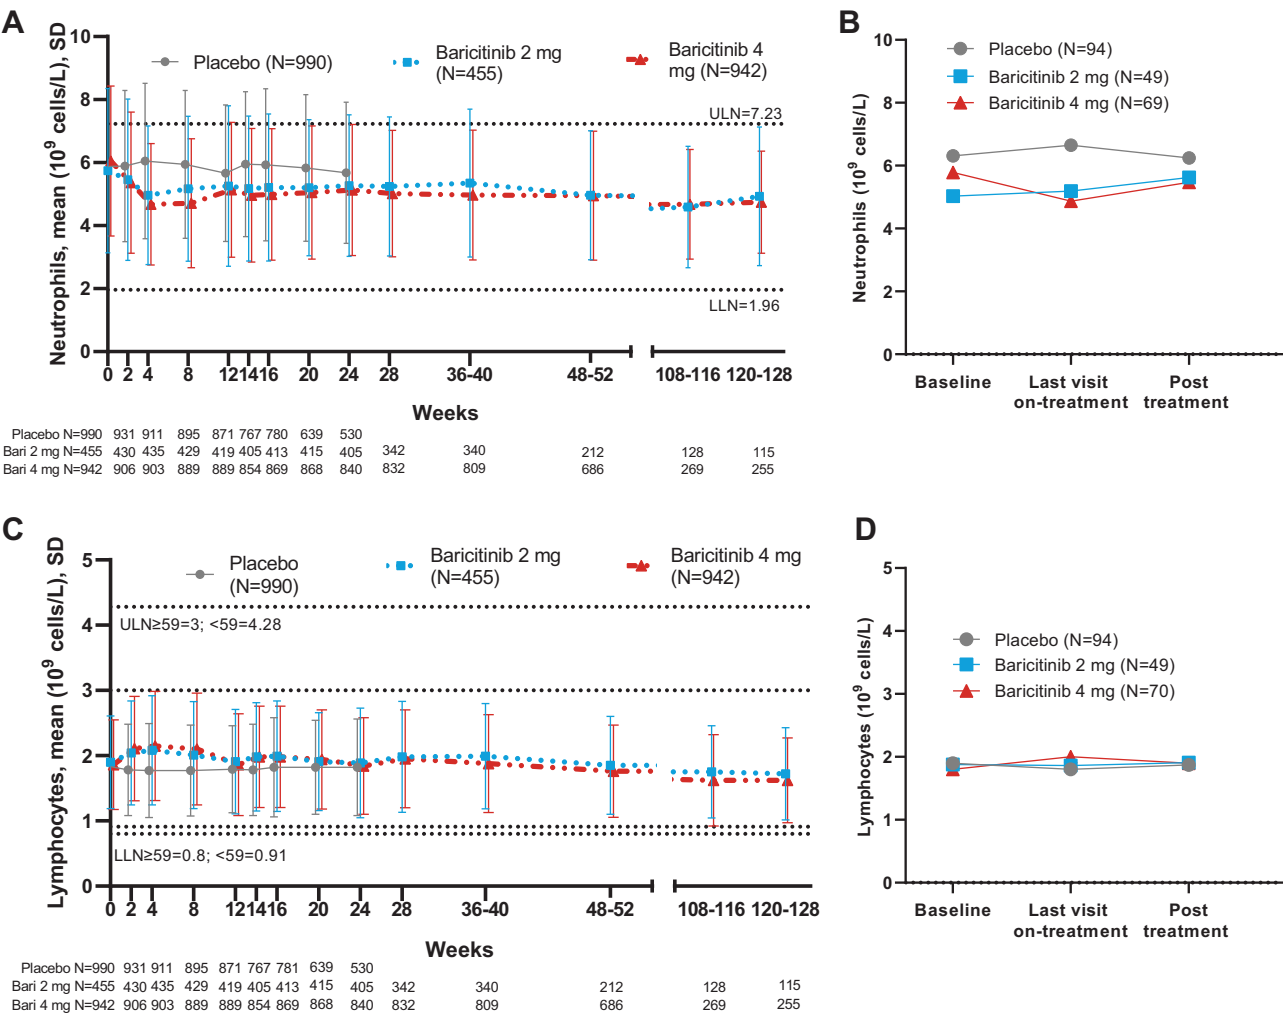 A
Neutrophils, mean (10⁹ cells/L), SD
10
8
6
4
2
0
Placebo (N=990)
Baricitinib 2 mg
(N=455)
Baricitinib 4
mg (N=942)
ULN=7.23
LLN=1.96
0 2 4 8 12 14 16 20 24 28 36-40 48-52 108-116 120-128
Weeks
Placebo N=990 931 911 895 871 767 780 639 530
Bari 2 mg N=455 430 435 429 419 405 413 415 405 342 340 212 128 115
Bari 4 mg N=942 906 903 889 889 854 869 868 840 832 809 686 269 255
B
Neutrophils (10⁹ cells/L)
10
8
6
4
2
0
Placebo (N=94)
Baricitinib 2 mg (N=49)
Baricitinib 4 mg (N=69)
Baseline
Last visit
on-treatment
Post
treatment
C
Lymphocytes, mean (10⁹ cells/L), SD
5
4
3
2
1
0
Placebo
(N=990)
Baricitinib 2 mg
(N=455)
Baricitinib 4 mg
(N=942)
ULN≥59=3; <59=4.28
LLN≥59=0.8; <59=0.91
0 2 4 8 12 14 16 20 24 28 36-40 48-52 108-116 120-128
Weeks
Placebo N=990 931 911 895 871 767 781 639 530
Bari 2 mg N=455 430 435 429 419 405 413 415 405 342 340 212 128 115
Bari 4 mg N=942 906 903 889 889 854 869 868 840 832 809 686 269 255
D
Lymphocytes (10⁹ cells/L)
5
4
3
2
1
0
Placebo (N=94)
Baricitinib 2 mg (N=49)
Baricitinib 4 mg (N=70)
Baseline
Last visit
on-treatment
Post
treatment